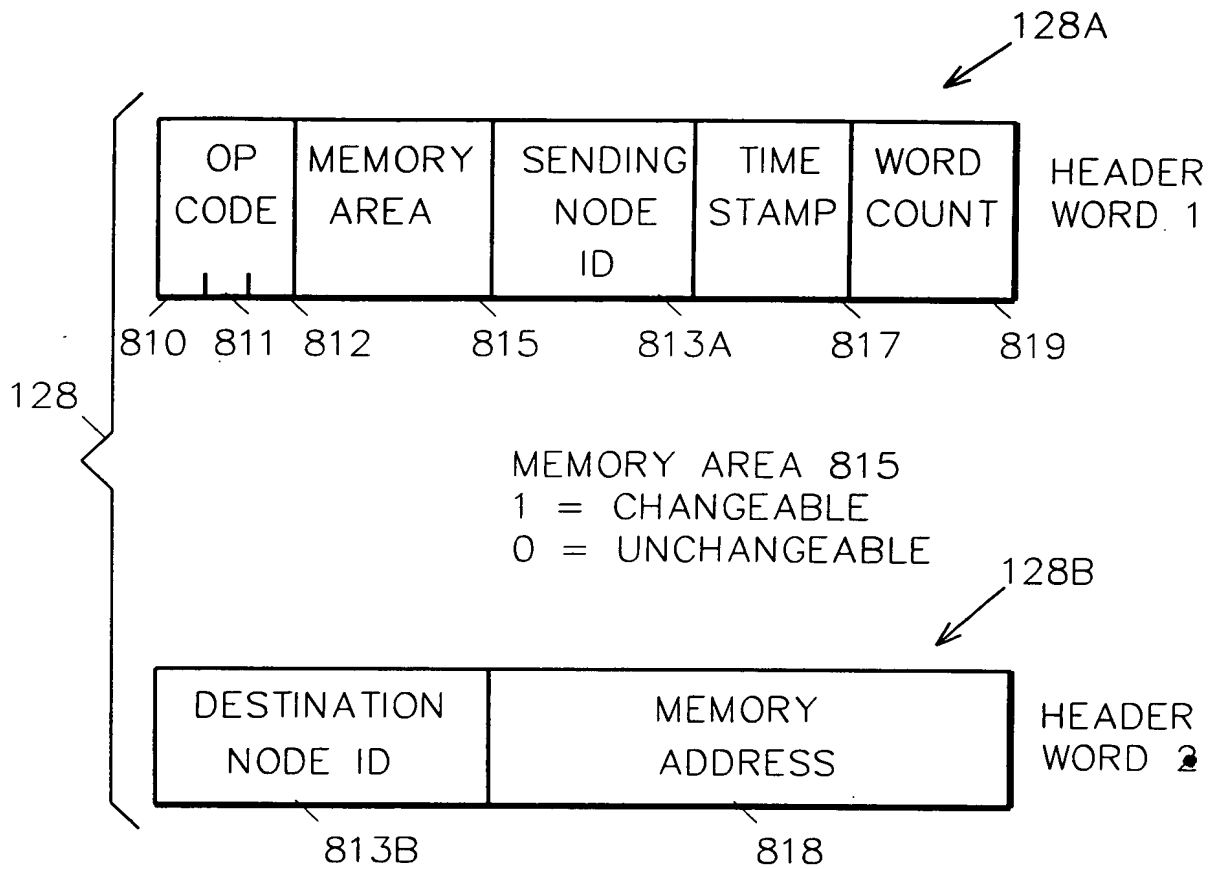 128A
OP CODE
MEMORY AREA
SENDING NODE ID
TIME STAMP
WORD COUNT
HEADER WORD 1
810
811
812
815
813A
817
819
128
MEMORY AREA 815
1 = CHANGEABLE
0 = UNCHANGEABLE
128B
DESTINATION NODE ID
MEMORY ADDRESS
HEADER WORD 2
813B
818